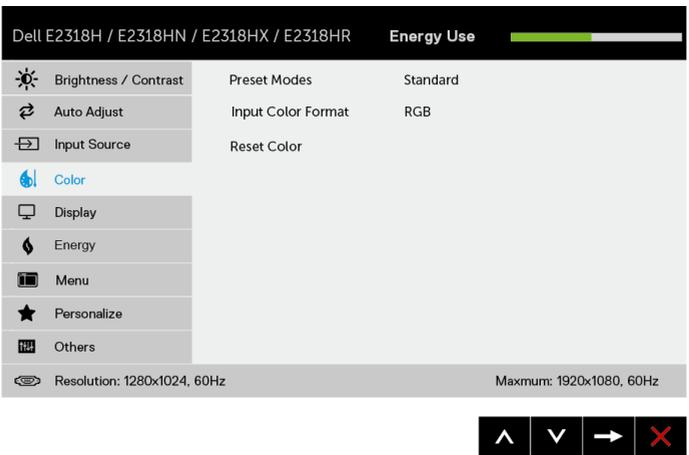 Dell E2318H / E2318HN / E2318HX / E2318HR Energy Use
Brightness / Contrast Preset Modes Standard
Auto Adjust Input Color Format RGB
Input Source Reset Color
Color
Display
Energy
Menu
Personalize
Others
Resolution: 1280x1024, 60Hz Maxmum: 1920x1080, 60Hz